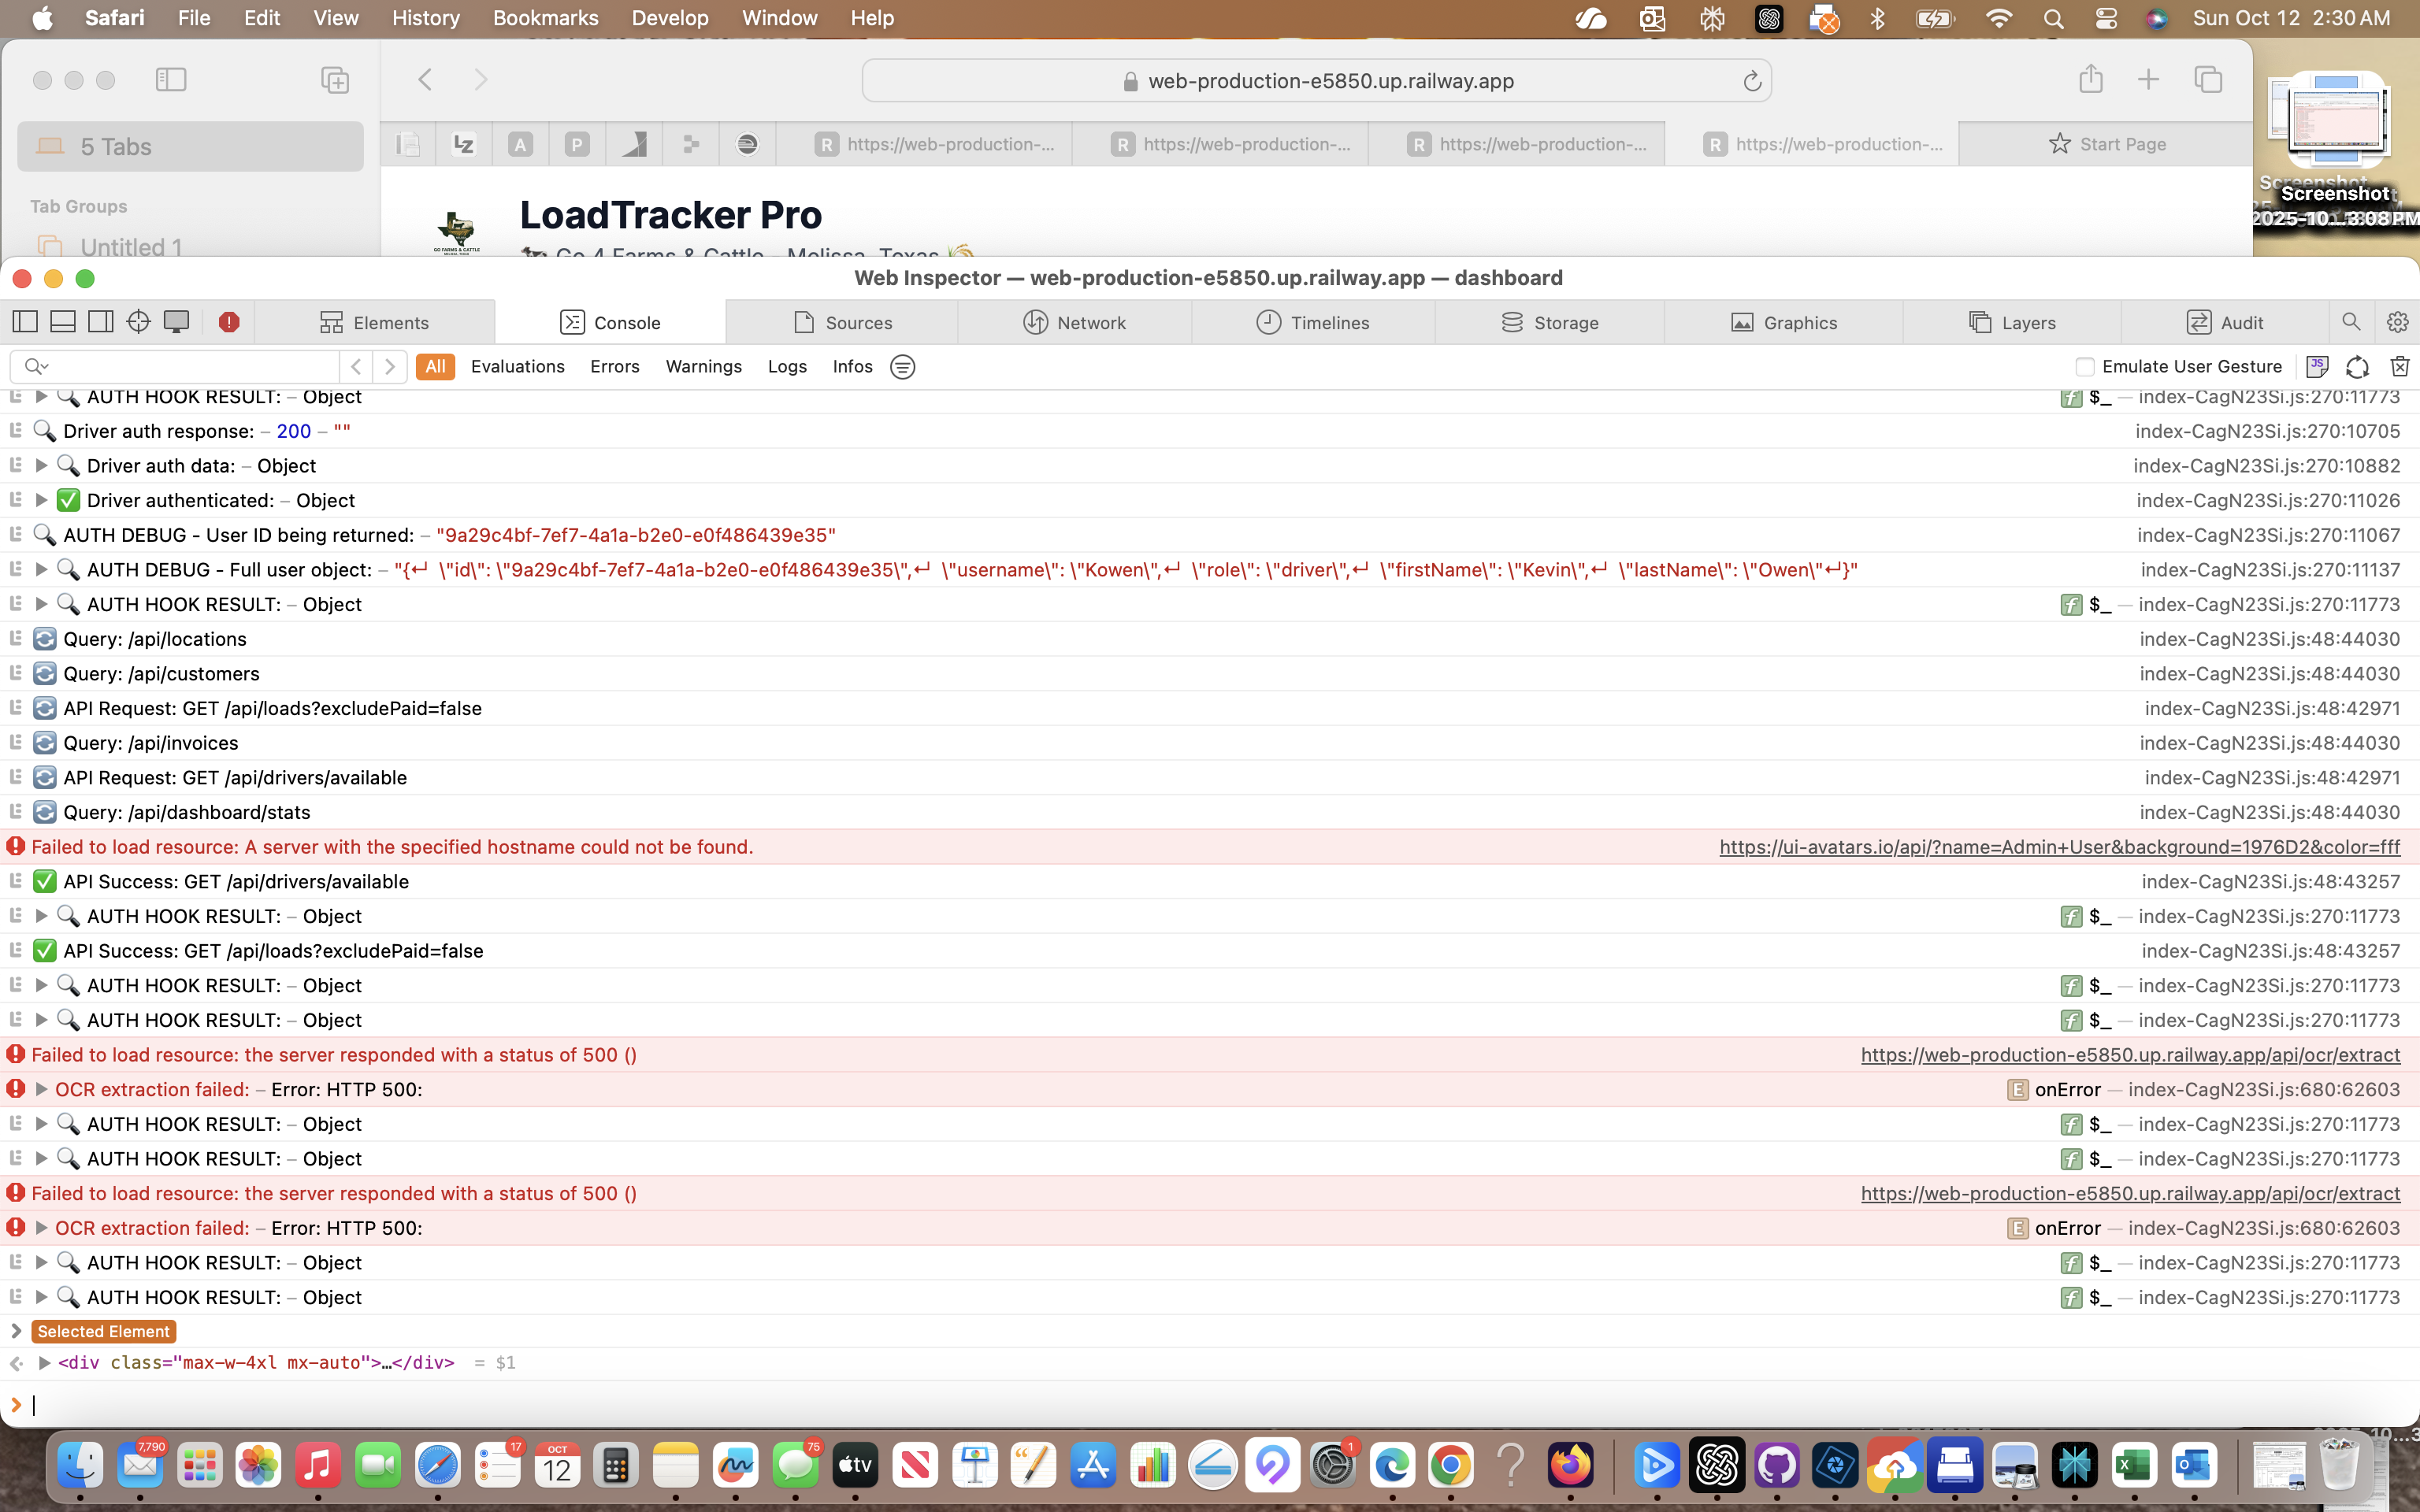 Safari File Edit View History Bookmarks Develop Window Help Sun Oct 12 2:30 AM
web-production-e5850.up.railway.app
5 Tabs
LZ A P R https://web-production-... R https://web-production-... R https://web-production-... R https://web-production-... Start Page
Tab Groups
Untitled 1
LoadTracker Pro
GO FARMS & CATTLE
Go 4 Farms & Cattle - Melissa, Texas
Screenshot
2025-10...3.08 PM
Web Inspector — web-production-e5850.up.railway.app — dashboard
Elements Console Sources Network Timelines Storage Graphics Layers Audit
All Evaluations Errors Warnings Logs Infos Emulate User Gesture
AUTH HOOK RESULT: – Object f $_ — index-CagN23Si.js:270:11773
Driver auth response: – 200 – "" index-CagN23Si.js:270:10705
Driver auth data: – Object index-CagN23Si.js:270:10882
✅ Driver authenticated: – Object index-CagN23Si.js:270:11026
AUTH DEBUG - User ID being returned: – "9a29c4bf-7ef7-4a1a-b2e0-e0f486439e35" index-CagN23Si.js:270:11067
AUTH DEBUG - Full user object: – "{↵ \"id\": \"9a29c4bf-7ef7-4a1a-b2e0-e0f486439e35\",↵ \"username\": \"Kowen\",↵ \"role\": \"driver\",↵ \"firstName\": \"Kevin\",↵ \"lastName\": \"Owen\"↵}" index-CagN23Si.js:270:11137
AUTH HOOK RESULT: – Object f $_ — index-CagN23Si.js:270:11773
Query: /api/locations index-CagN23Si.js:48:44030
Query: /api/customers index-CagN23Si.js:48:44030
API Request: GET /api/loads?excludePaid=false index-CagN23Si.js:48:42971
Query: /api/invoices index-CagN23Si.js:48:44030
API Request: GET /api/drivers/available index-CagN23Si.js:48:42971
Query: /api/dashboard/stats index-CagN23Si.js:48:44030
Failed to load resource: A server with the specified hostname could not be found. https://ui-avatars.io/api/?name=Admin+User&background=1976D2&color=fff
✅ API Success: GET /api/drivers/available index-CagN23Si.js:48:43257
AUTH HOOK RESULT: – Object f $_ — index-CagN23Si.js:270:11773
✅ API Success: GET /api/loads?excludePaid=false index-CagN23Si.js:48:43257
AUTH HOOK RESULT: – Object f $_ — index-CagN23Si.js:270:11773
AUTH HOOK RESULT: – Object f $_ — index-CagN23Si.js:270:11773
Failed to load resource: the server responded with a status of 500 () https://web-production-e5850.up.railway.app/api/ocr/extract
OCR extraction failed: – Error: HTTP 500: E onError — index-CagN23Si.js:680:62603
AUTH HOOK RESULT: – Object f $_ — index-CagN23Si.js:270:11773
AUTH HOOK RESULT: – Object f $_ — index-CagN23Si.js:270:11773
Failed to load resource: the server responded with a status of 500 () https://web-production-e5850.up.railway.app/api/ocr/extract
OCR extraction failed: – Error: HTTP 500: E onError — index-CagN23Si.js:680:62603
AUTH HOOK RESULT: – Object f $_ — index-CagN23Si.js:270:11773
AUTH HOOK RESULT: – Object f $_ — index-CagN23Si.js:270:11773
Selected Element
<div class="max-w-4xl mx-auto">…</div> = $1
7,790 17 OCT 12 75 tv 1